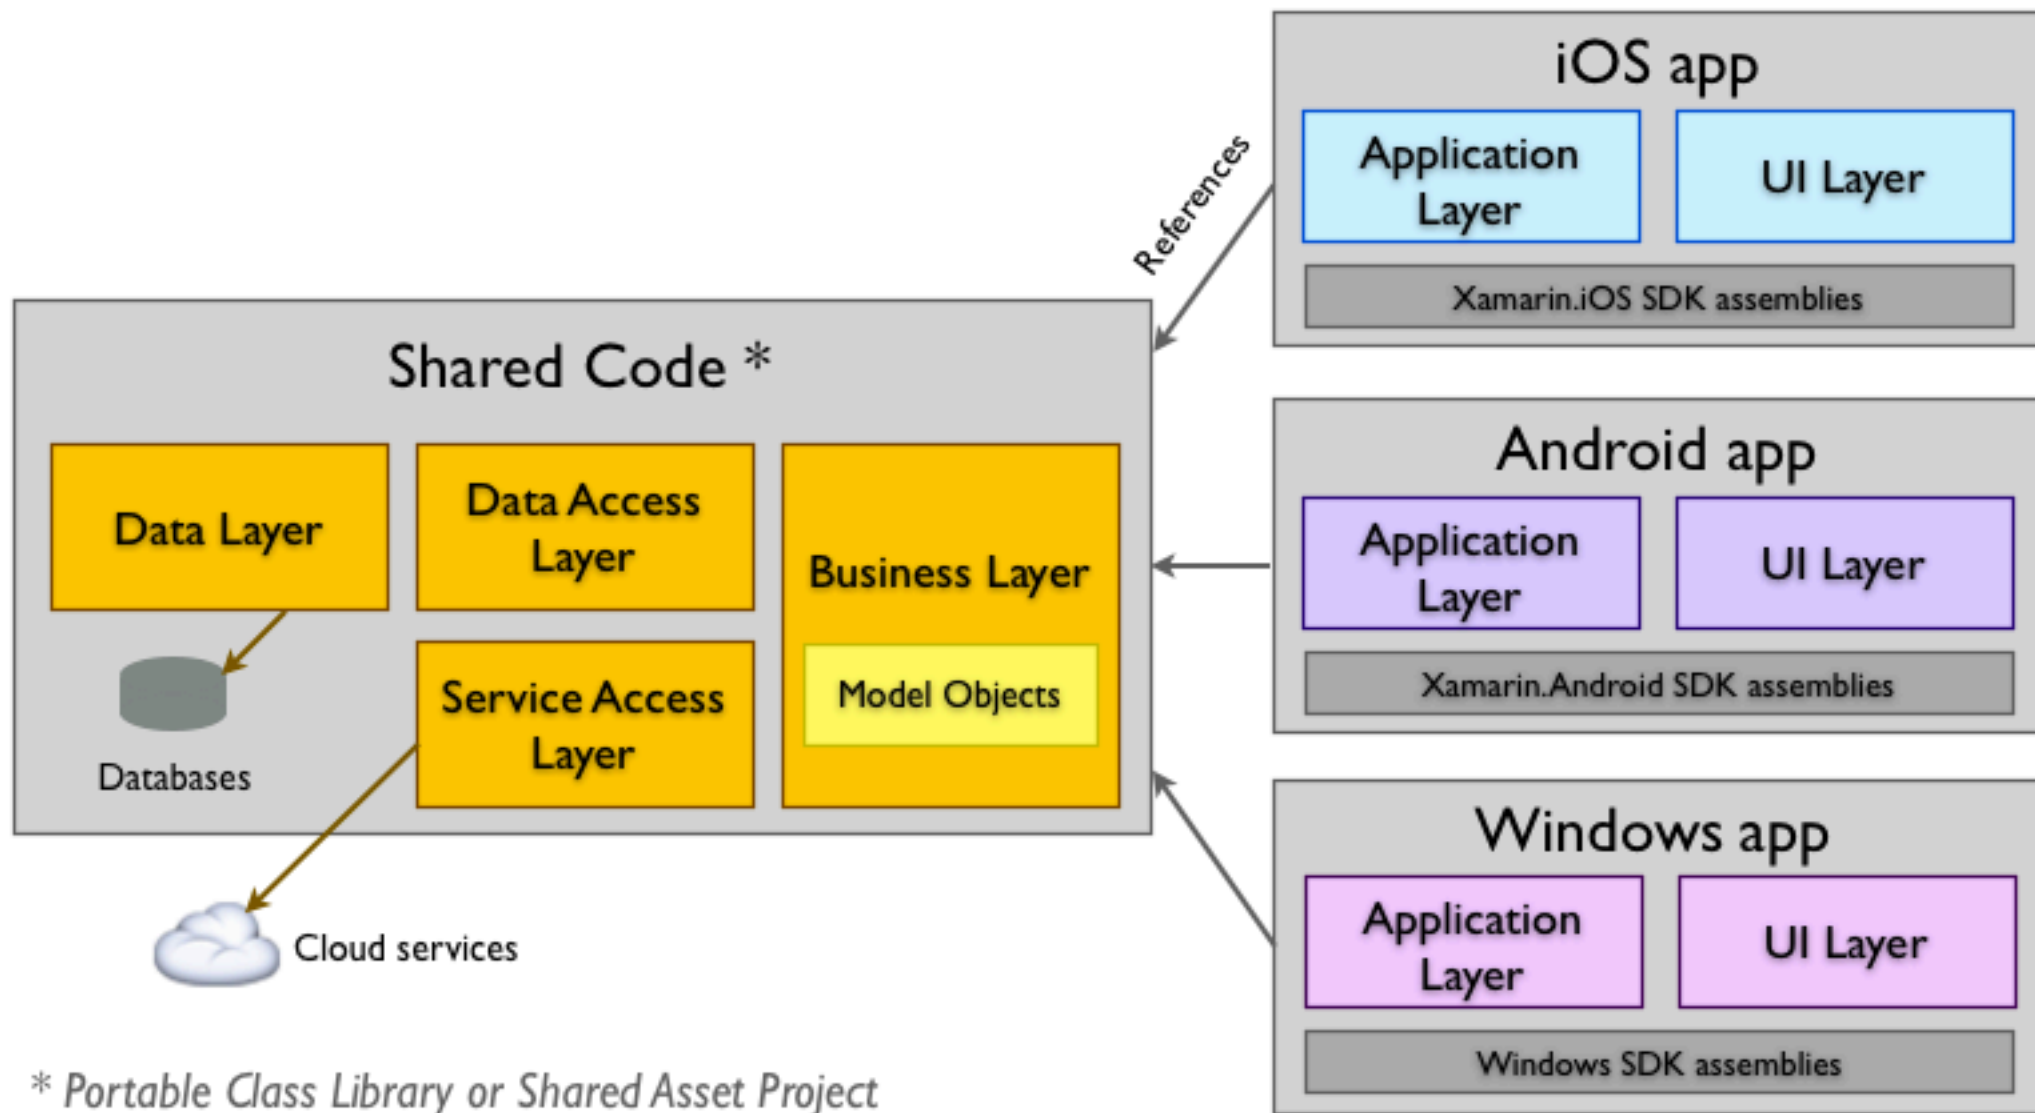 iOS app
Application
Layer
UI Layer
Xamarin.iOS SDK assemblies
References
Shared Code *
Data Layer
Data Access
Layer
Business Layer
Model Objects
Service Access
Layer
Databases
Cloud services
Android app
Application
Layer
UI Layer
Xamarin.Android SDK assemblies
Windows app
Application
Layer
UI Layer
Windows SDK assemblies
* Portable Class Library or Shared Asset Project